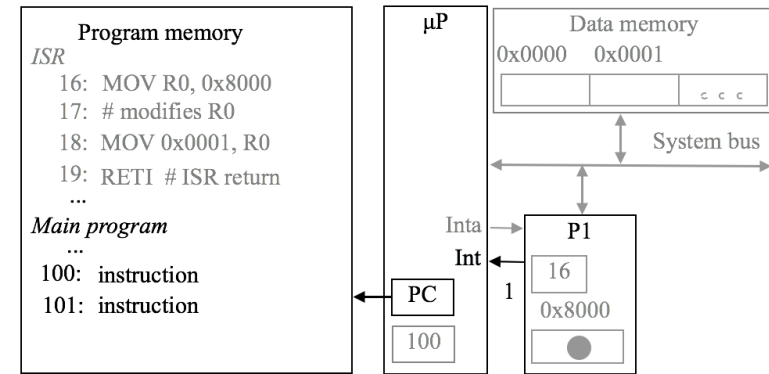 Program memory
ISR
16: MOV R0, 0x8000
17: # modifies R0
18: MOV 0x0001, R0
19: RETI # ISR return
...
Main program
...
100: instruction
101: instruction
μP
PC
100
Data memory
0x0000 0x0001
System bus
Inta
Int
1
P1
16
0x8000